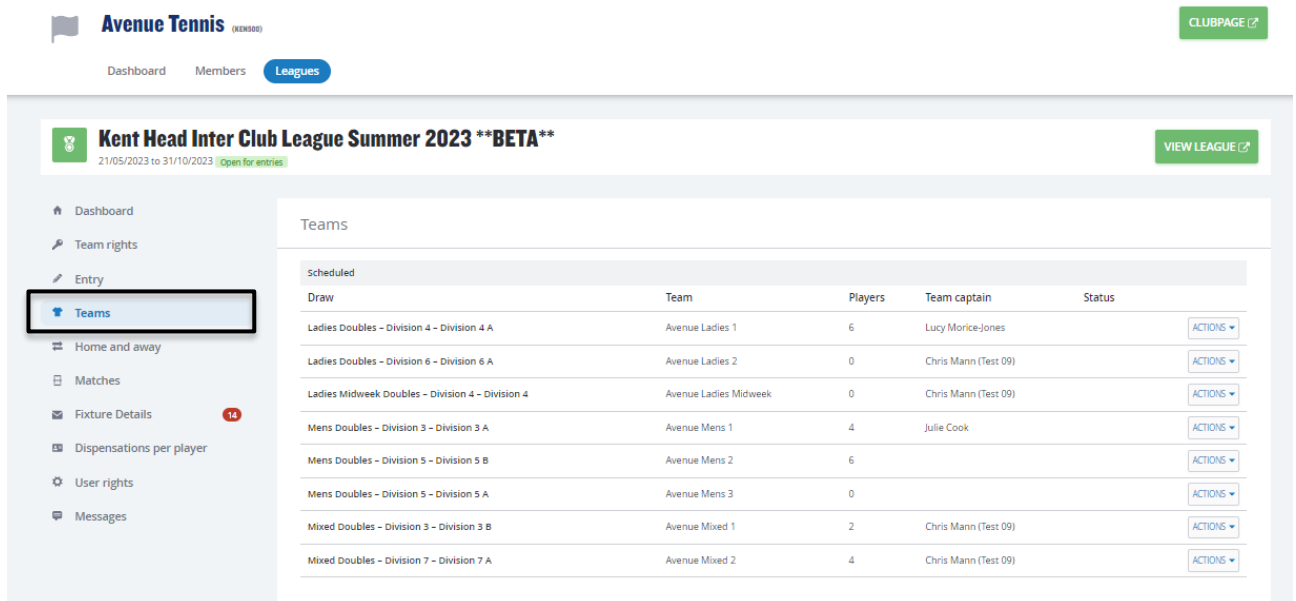 Avenue Tennis (KEN500)
CLUBPAGE
Dashboard Members Leagues
Kent Head Inter Club League Summer 2023 **BETA**
21/05/2023 to 31/10/2023 Open for entries
VIEW LEAGUE
Dashboard
Team rights
Entry
Teams
Home and away
Matches
Fixture Details 14
Dispensations per player
User rights
Messages
Teams
Scheduled
Draw Team Players Team captain Status
Ladies Doubles – Division 4 – Division 4 A Avenue Ladies 1 6 Lucy Morice-Jones ACTIONS
Ladies Doubles – Division 6 – Division 6 A Avenue Ladies 2 0 Chris Mann (Test 09) ACTIONS
Ladies Midweek Doubles – Division 4 – Division 4 Avenue Ladies Midweek 0 Chris Mann (Test 09) ACTIONS
Mens Doubles – Division 3 – Division 3 A Avenue Mens 1 4 Julie Cook ACTIONS
Mens Doubles – Division 5 – Division 5 B Avenue Mens 2 6 ACTIONS
Mens Doubles – Division 5 – Division 5 A Avenue Mens 3 0 ACTIONS
Mixed Doubles – Division 3 – Division 3 B Avenue Mixed 1 2 Chris Mann (Test 09) ACTIONS
Mixed Doubles – Division 7 – Division 7 A Avenue Mixed 2 4 Chris Mann (Test 09) ACTIONS